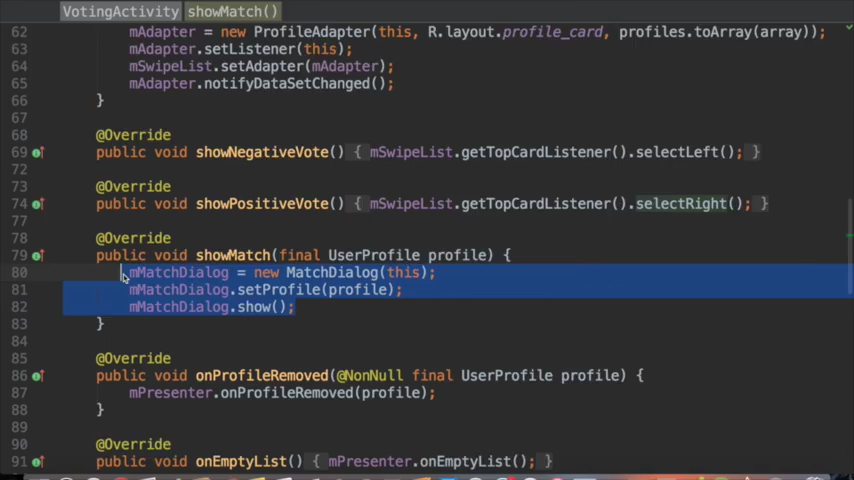 VotingActivity showMatch()
62 mAdapter = new ProfileAdapter(this, R.layout.profile_card, profiles.toArray(array));
63 mAdapter.setListener(this);
64 mSwipeList.setAdapter(mAdapter);
65 mAdapter.notifyDataSetChanged();
66 }
67
68 @Override
69 public void showNegativeVote() { mSwipeList.getTopCardListener().selectLeft(); }
72
73 @Override
74 public void showPositiveVote() { mSwipeList.getTopCardListener().selectRight(); }
77
78 @Override
79 public void showMatch(final UserProfile profile) {
80 mMatchDialog = new MatchDialog(this);
81 mMatchDialog.setProfile(profile);
82 mMatchDialog.show();
83 }
84
85 @Override
86 public void onProfileRemoved(@NonNull final UserProfile profile) {
87 mPresenter.onProfileRemoved(profile);
88 }
89
90 @Override
91 public void onEmptyList() { mPresenter.onEmptyList(); }